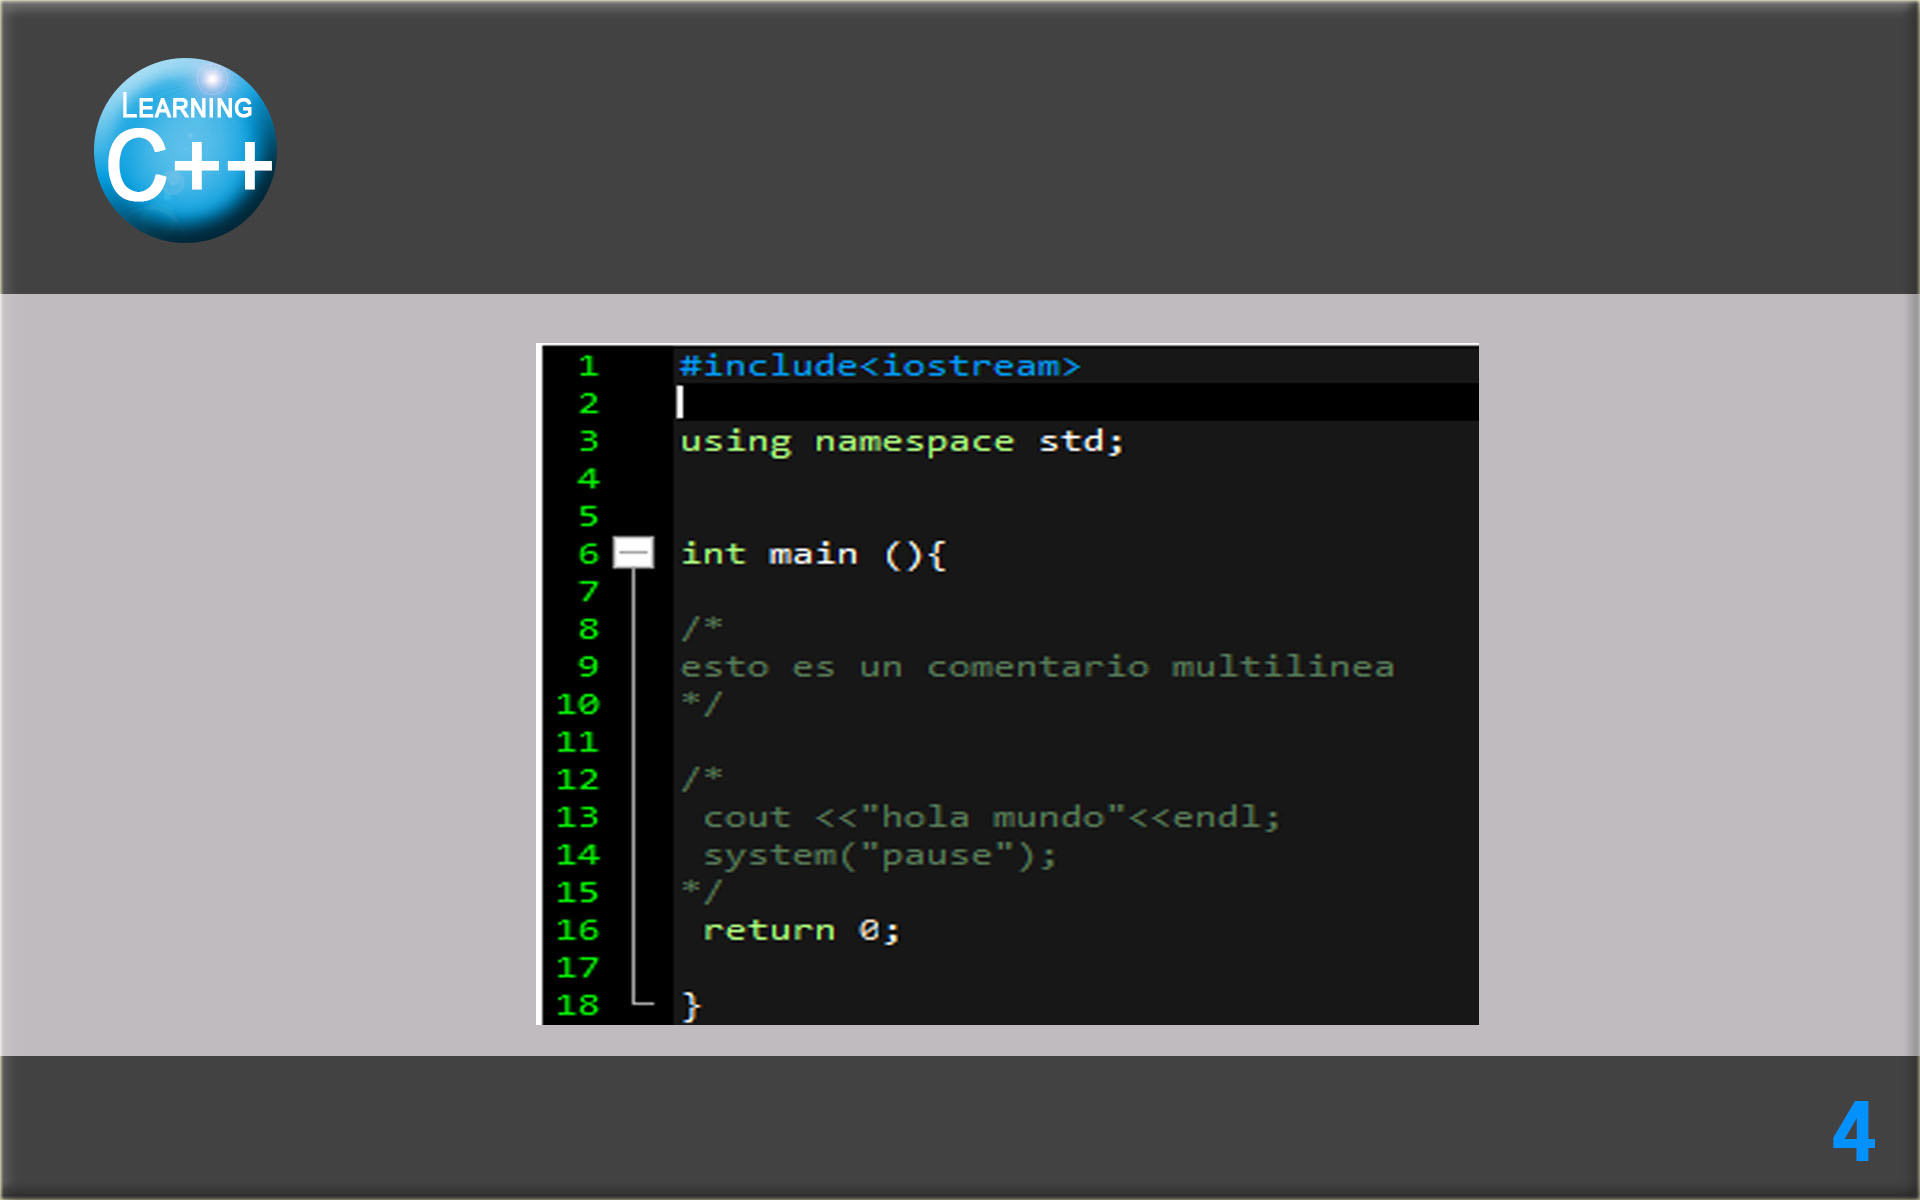 LEARNING
C++
1 #include<iostream>
2
3 using namespace std;
4
5
6 int main (){
7
8 /*
9 esto es un comentario multilinea
10 */
11
12 /*
13 cout <<"hola mundo"<<endl;
14 system("pause");
15 */
16 return 0;
17
18 }
4